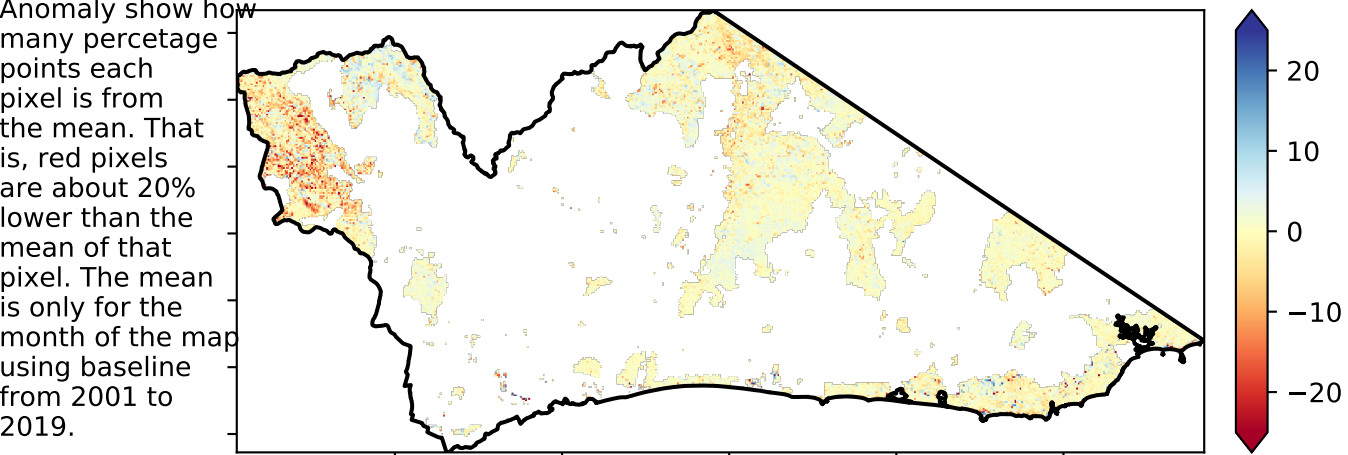 Anomaly show how
many percetage
points each
pixel is from
the mean. That
is, red pixels
are about 20%
lower than the
mean of that
pixel. The mean
is only for the
month of the map
using baseline
from 2001 to
2019.
20
10
0
−10
−20